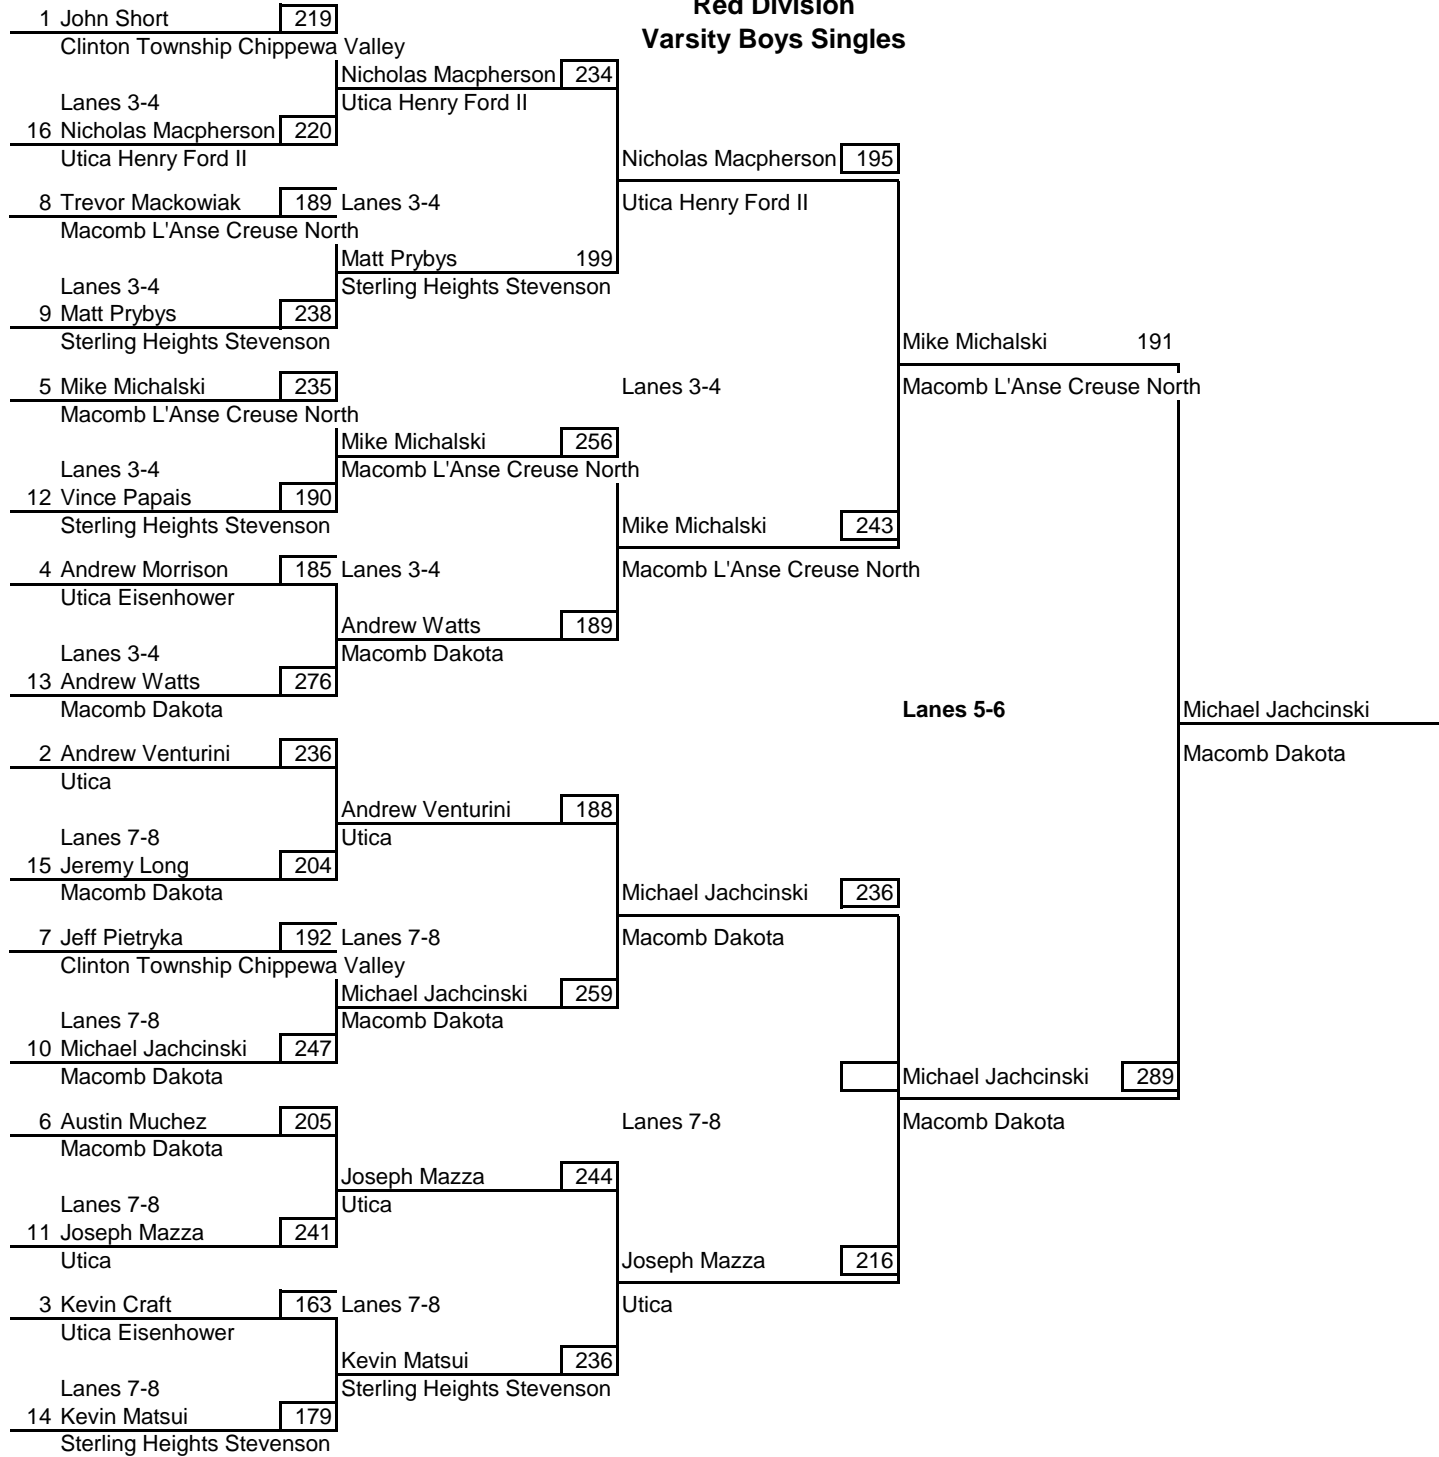 Red Division
Varsity Boys Singles
1 John Short 219
Clinton Township Chippewa Valley
Nicholas Macpherson 234
Lanes 3-4 Utica Henry Ford II
16 Nicholas Macpherson 220
Utica Henry Ford II Nicholas Macpherson 195
8 Trevor Mackowiak 189 Lanes 3-4 Utica Henry Ford II
Macomb L'Anse Creuse North
Matt Prybys 199
Lanes 3-4 Sterling Heights Stevenson
9 Matt Prybys 238
Sterling Heights Stevenson Mike Michalski 191
5 Mike Michalski 235 Lanes 3-4 Macomb L'Anse Creuse North
Macomb L'Anse Creuse North
Mike Michalski 256
Lanes 3-4 Macomb L'Anse Creuse North
12 Vince Papais 190
Sterling Heights Stevenson Mike Michalski 243
4 Andrew Morrison 185 Lanes 3-4 Macomb L'Anse Creuse North
Utica Eisenhower
Andrew Watts 189
Lanes 3-4 Macomb Dakota
13 Andrew Watts 276
Macomb Dakota Lanes 5-6 Michael Jachcinski
2 Andrew Venturini 236 Macomb Dakota
Utica
Andrew Venturini 188
Lanes 7-8 Utica
15 Jeremy Long 204
Macomb Dakota Michael Jachcinski 236
7 Jeff Pietryka 192 Lanes 7-8 Macomb Dakota
Clinton Township Chippewa Valley
Michael Jachcinski 259
Lanes 7-8 Macomb Dakota
10 Michael Jachcinski 247
Macomb Dakota Michael Jachcinski 289
6 Austin Muchez 205 Lanes 7-8 Macomb Dakota
Macomb Dakota
Joseph Mazza 244
Lanes 7-8 Utica
11 Joseph Mazza 241
Utica Joseph Mazza 216
3 Kevin Craft 163 Lanes 7-8 Utica
Utica Eisenhower
Kevin Matsui 236
Lanes 7-8 Sterling Heights Stevenson
14 Kevin Matsui 179
Sterling Heights Stevenson